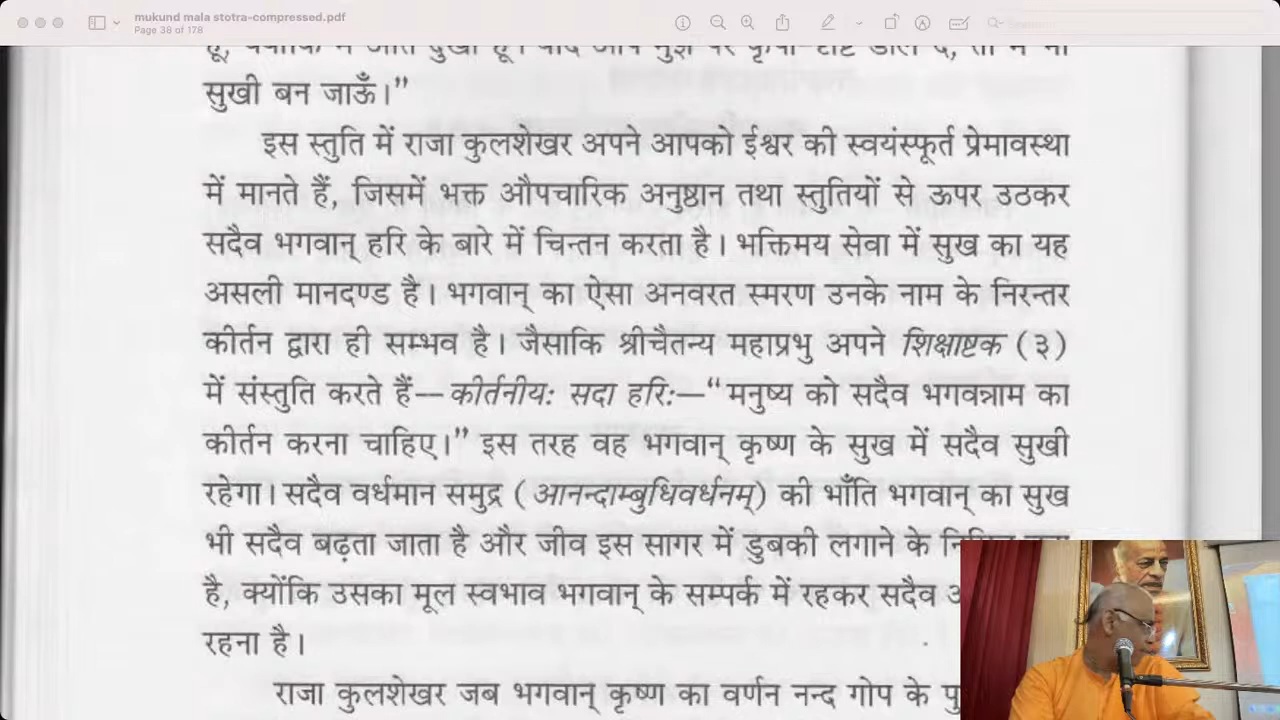 mukund mala stotra-compressed.pdf
Page 38 of 178
सुखी बन जाऊँ।”
इस स्तुति में राजा कुलशेखर अपने आपको ईश्वर की स्वयंस्फूर्त प्रेमावस्था
में मानते हैं, जिसमें भक्त औपचारिक अनुष्ठान तथा स्तुतियों से ऊपर उठकर
सदैव भगवान् हरि के बारे में चिन्तन करता है। भक्तिमय सेवा में सुख का यह
असली मानदण्ड है। भगवान् का ऐसा अनवरत स्मरण उनके नाम के निरन्तर
कीर्तन द्वारा ही सम्भव है। जैसाकि श्रीचैतन्य महाप्रभु अपने शिक्षाष्टक (३)
में संस्तुति करते हैं—कीर्तनीयः सदा हरिः—“मनुष्य को सदैव भगवन्नाम का
कीर्तन करना चाहिए।” इस तरह वह भगवान् कृष्ण के सुख में सदैव सुखी
रहेगा। सदैव वर्धमान समुद्र (आनन्दाम्बुधिवर्धनम्) की भाँति भगवान् का सुख
भी सदैव बढ़ता जाता है और जीव इस सागर में डुबकी लगाने के
है, क्योंकि उसका मूल स्वभाव भगवान् के सम्पर्क में रहकर सदैव
रहना है।
राजा कुलशेखर जब भगवान् कृष्ण का वर्णन नन्द गोप के